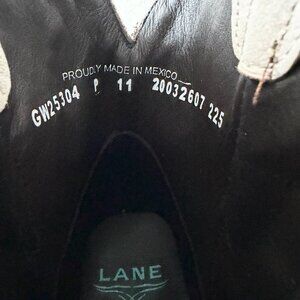 PROUDLY MADE IN MEXICO
GW25304 P 11 20032607 225
LANE